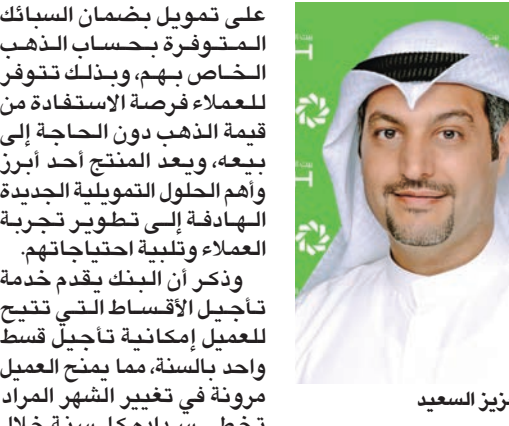 على تمويل بضمان السبائك
المتوفرة بحساب الذهب
الخاص بهم، وبذلك تتوفر
للعملاء فرصة الاستفادة من
قيمة الذهب دون الحاجة إلى
بيعه، ويعد المنتج أحد أبرز
وأهم الحلول التمويلية الجديدة
الهادفة إلى تطوير تجربة
العملاء وتلبية احتياجاتهم.
وذكر أن البنك يقدم خدمة
تأجيل الأقساط التي تتيح
للعميل إمكانية تأجيل قسط
واحد بالسنة، مما يمنح العميل
مرونة في تغيير الشهر المراد
كل سنة خلال
زيز السعيد